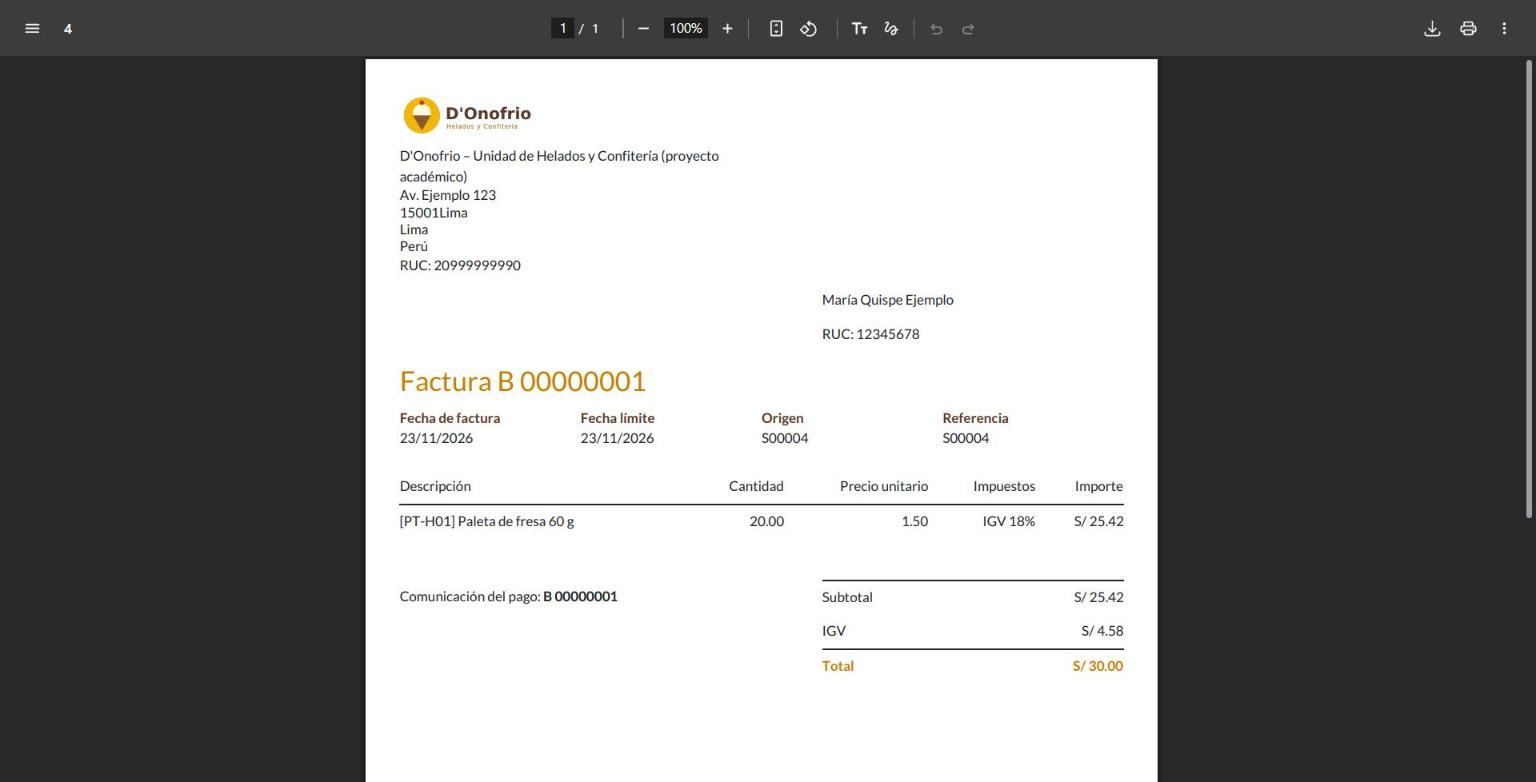 4
1 / 1
100%
D'Onofrio
Helados y Confitería
D'Onofrio – Unidad de Helados y Confitería (proyecto
académico)
Av. Ejemplo 123
15001Lima
Lima
Perú
RUC: 20999999990
María Quispe Ejemplo
RUC: 12345678
Factura B 00000001
Fecha de factura Fecha límite Origen Referencia
23/11/2026 23/11/2026 S00004 S00004
Descripción Cantidad Precio unitario Impuestos Importe
[PT-H01] Paleta de fresa 60 g 20.00 1.50 IGV 18% S/ 25.42
Comunicación del pago: B 00000001
Subtotal S/ 25.42
IGV S/ 4.58
Total S/ 30.00